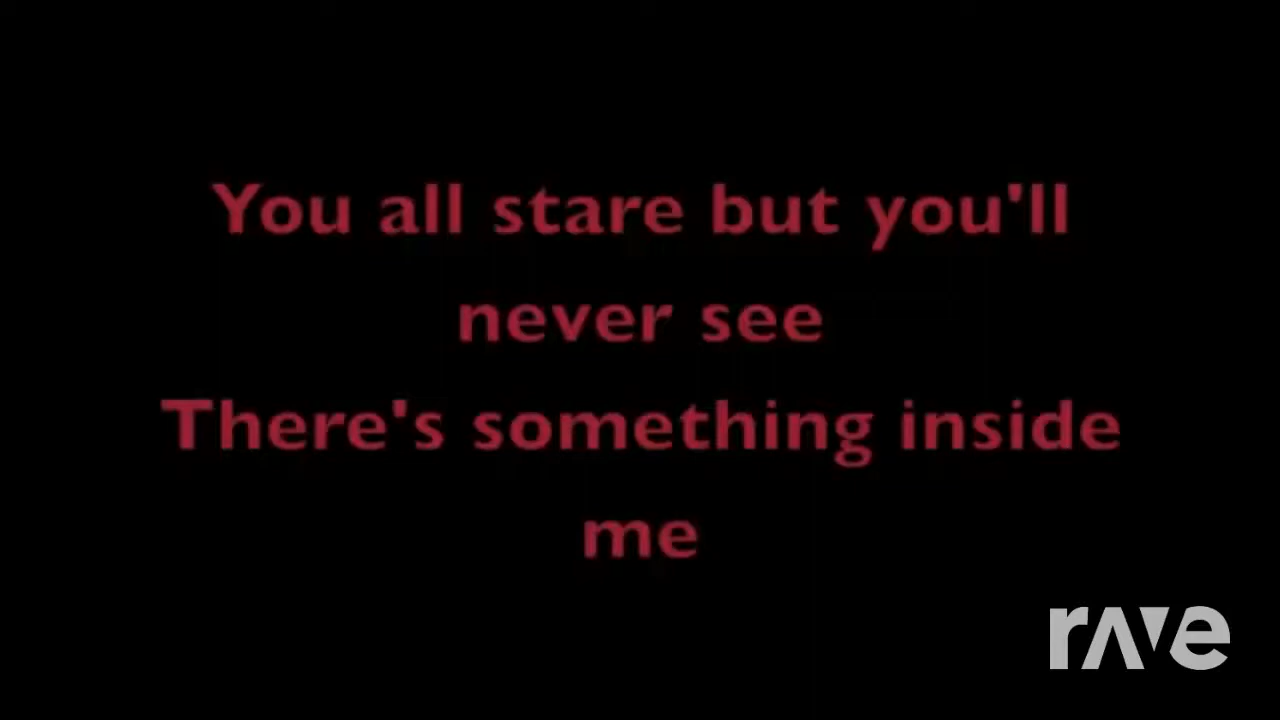 You all stare but you'll
never see
There's something inside
me
rave